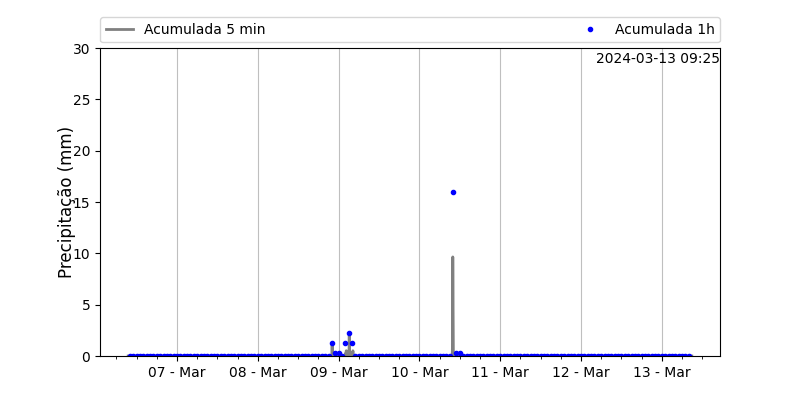 Acumulada 5 min
Acumulada 1h
2024-03-13 09:25
Precipitação (mm)
30
25
20
15
10
5
0
07 - Mar
08 - Mar
09 - Mar
10 - Mar
11 - Mar
12 - Mar
13 - Mar